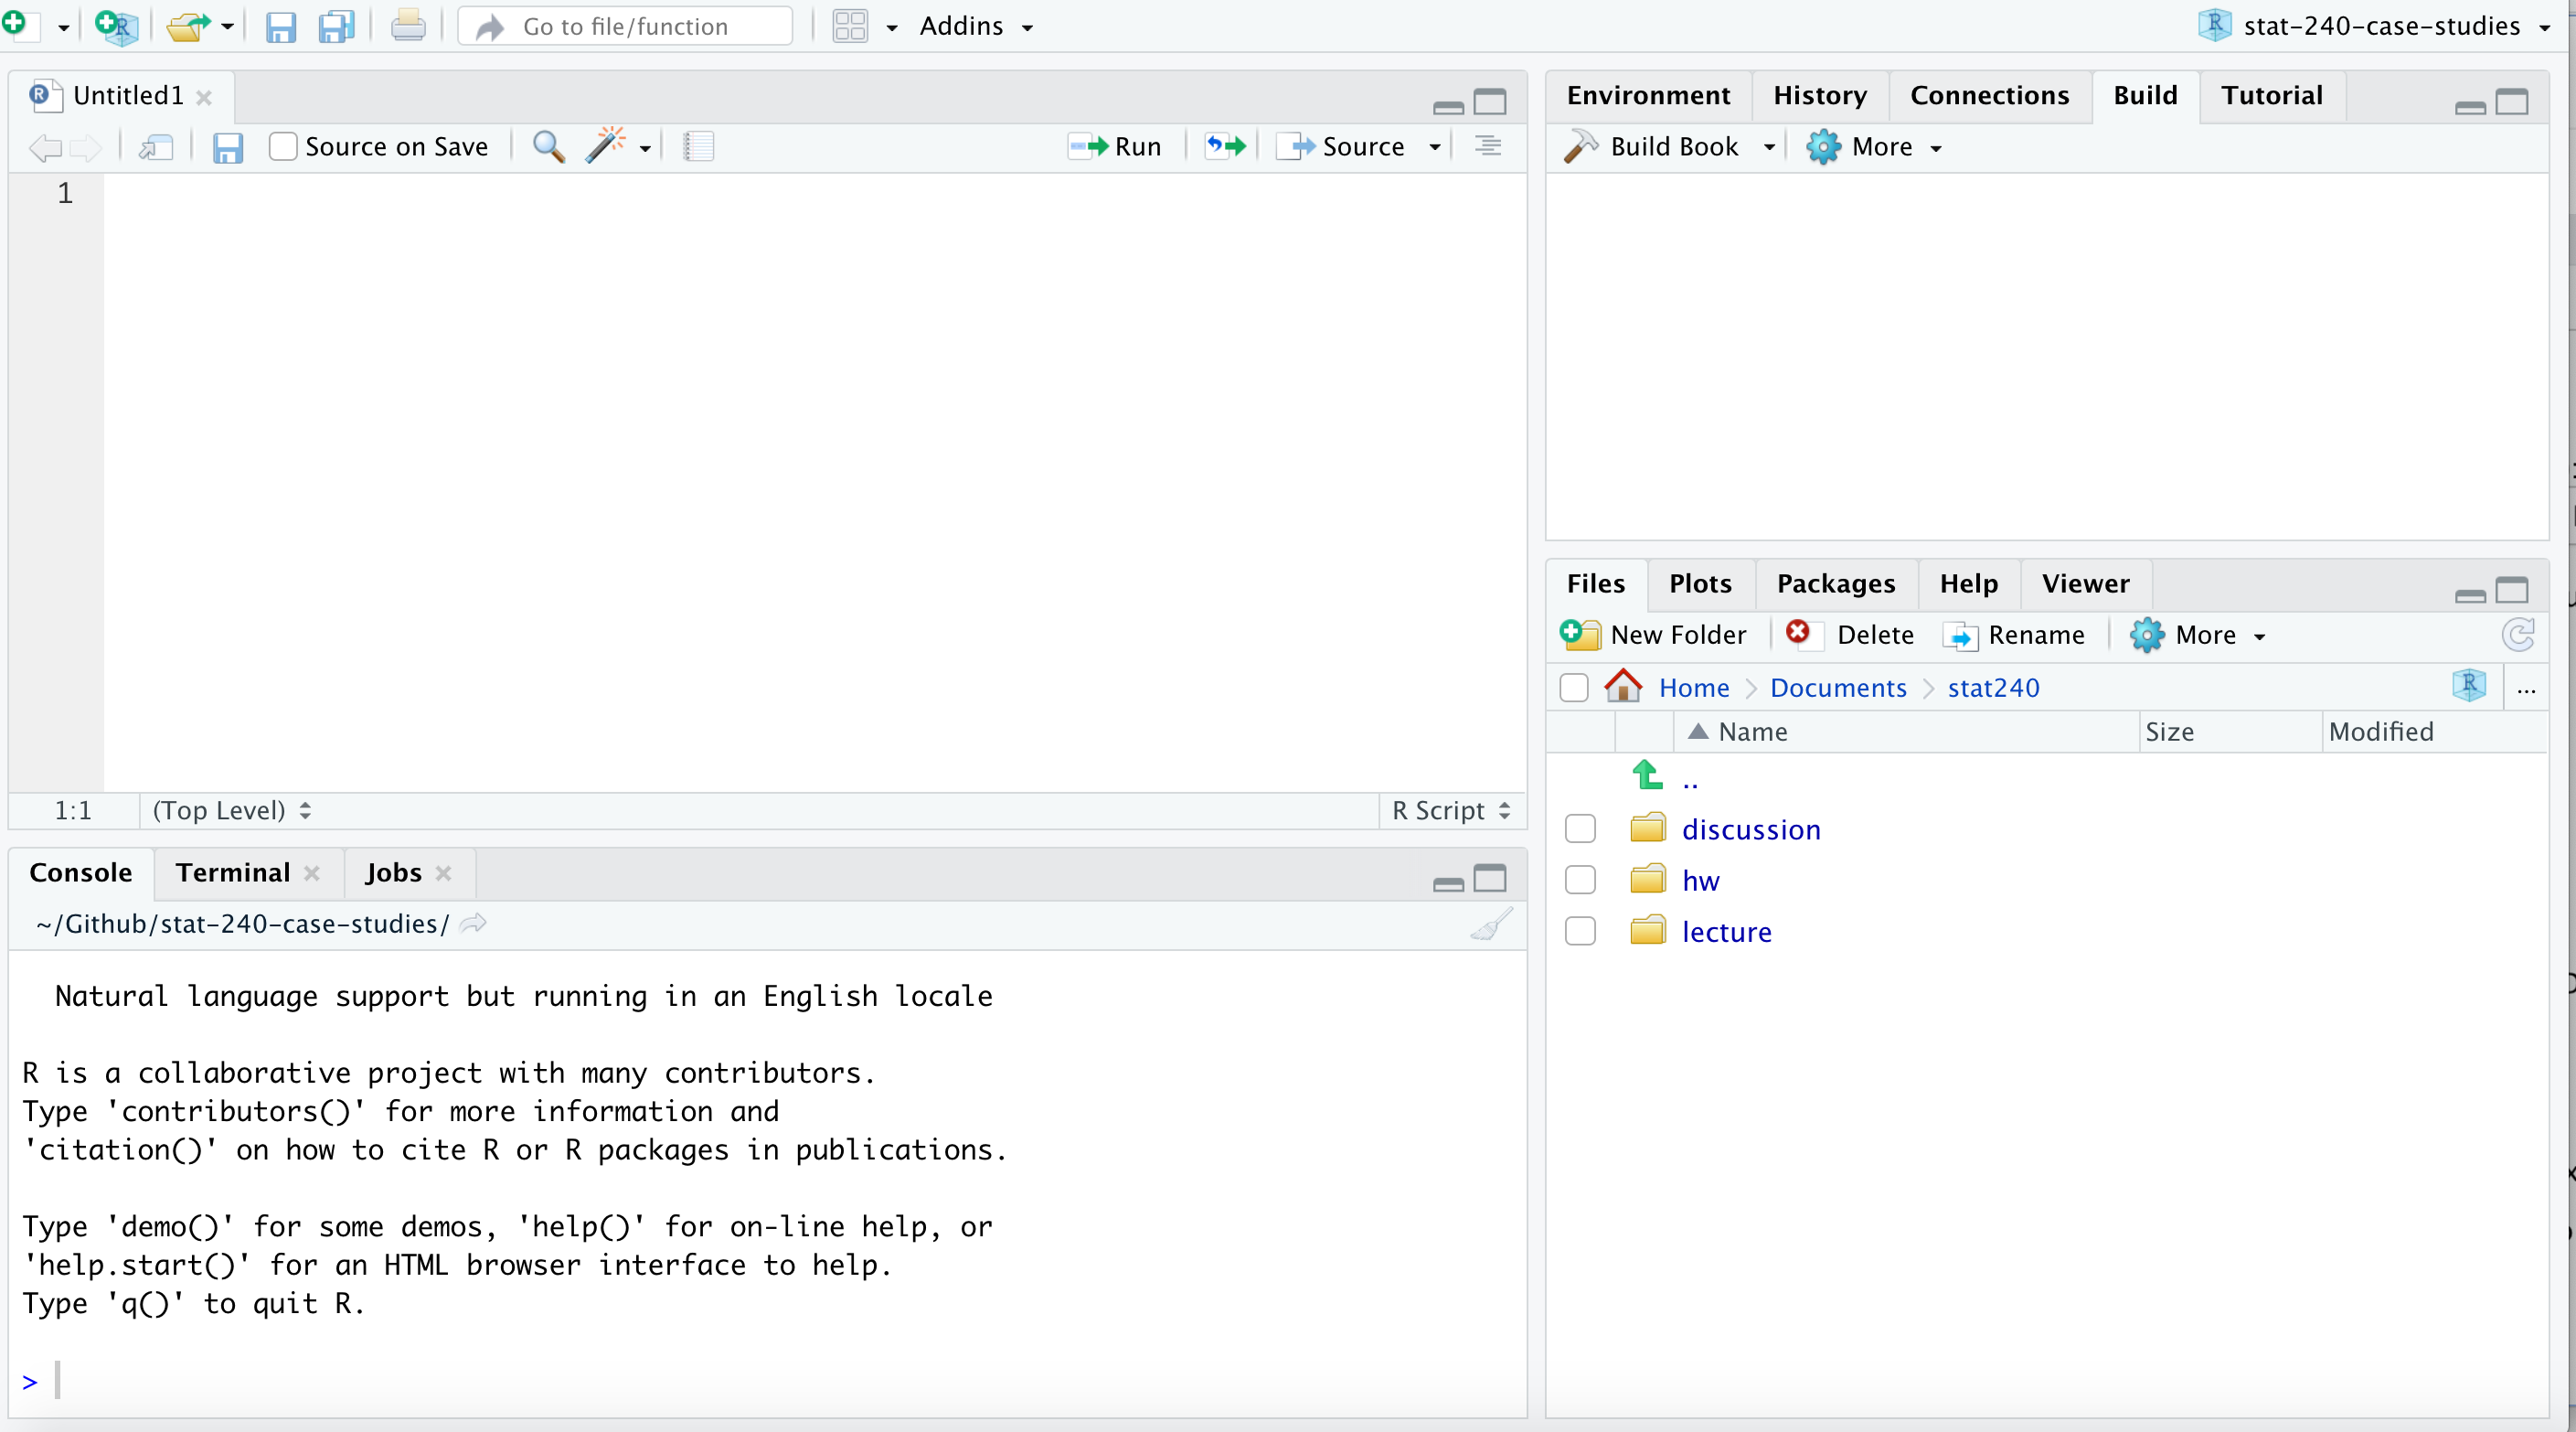 Go to file/function
Addins
stat-240-case-studies
Untitled1
Source on Save
Run
Source
1
1:1
(Top Level)
R Script
Console
Terminal
Jobs
~/Github/stat-240-case-studies/
Natural language support but running in an English locale
R is a collaborative project with many contributors.
Type 'contributors()' for more information and
'citation()' on how to cite R or R packages in publications.
Type 'demo()' for some demos, 'help()' for on-line help, or
'help.start()' for an HTML browser interface to help.
Type 'q()' to quit R.
>
Environment
History
Connections
Build
Tutorial
Build Book
More
Files
Plots
Packages
Help
Viewer
New Folder
Delete
Rename
More
Home
Documents
stat240
...
Name
Size
Modified
..
discussion
hw
lecture